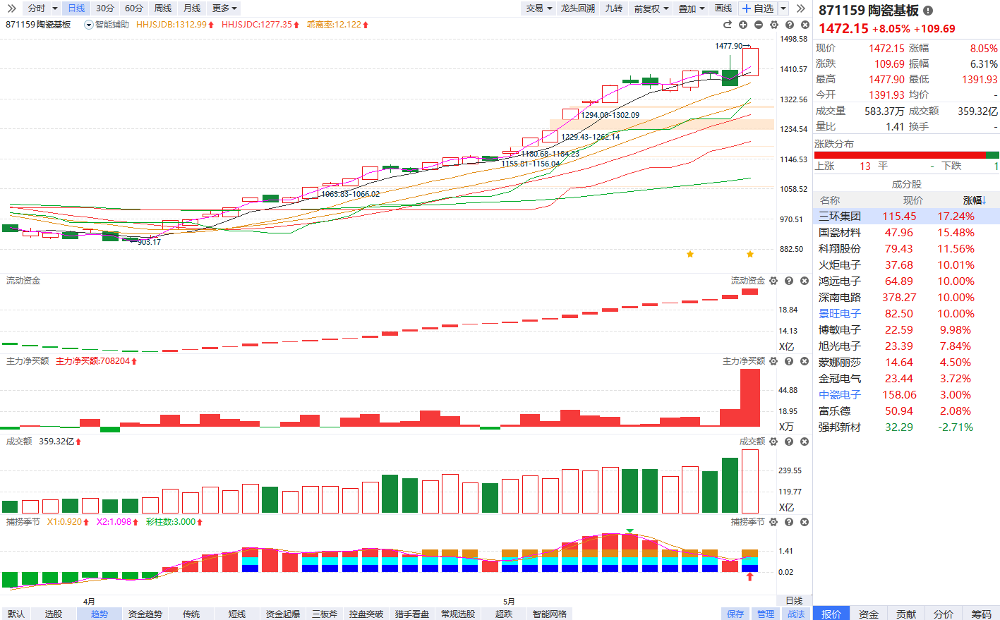 分时 日线 30分 60分 周线 月线 更多 交易 龙头回溯 九转 前复权 叠加 画线 自选
871159 陶瓷基板 智能辅助 HHJSJDB:1312.99 HHJSJDC:1277.35 乖离率:12.122
1498.58
1477.90
1410.57
1322.56
1294.00-1302.09
1234.54
1229.43-1262.14
1180.68-1184.23
1155.81-1156.04
1146.53
1063.83-1066.02
1058.52
970.51
903.17
882.50
流动资金 流动资金
18.84
14.13
X亿
主力净买额 主力净买额:708204 主力净买额
44.88
18.95
X万
成交额 359.32亿 成交额
239.55
119.77
X亿
捕捞季节 X1:0.920 X2:1.098 彩柱数:3.000 捕捞季节
1.41
0.02
4月 5月 日线
默认 选股 趋势 资金趋势 传统 短线 资金起爆 三板斧 控盘突破 猎手看盘 常规选股 超跌 智能网格 保存 管理 战法
871159 陶瓷基板
1472.15 +8.05% +109.69
现价 1472.15 涨幅 8.05%
涨跌 109.69 振幅 6.31%
最高 1477.90 最低 1391.93
今开 1391.93 均价 -
成交量 583.37万 成交额 359.32亿
量比 1.41 换手 -
涨跌分布
上涨 13 平 - 下跌 1
成分股
名称 现价 涨幅↓
三环集团 115.45 17.24%
国瓷材料 47.96 15.48%
科翔股份 79.43 11.56%
火炬电子 37.68 10.01%
鸿远电子 64.89 10.00%
深南电路 378.27 10.00%
景旺电子 82.50 10.00%
博敏电子 22.59 9.98%
旭光电子 23.39 7.84%
蒙娜丽莎 14.64 4.50%
金冠电气 23.44 3.72%
中瓷电子 158.06 3.00%
富乐德 50.94 2.08%
强邦新材 32.29 -2.71%
报价 资金 贡献 分价 筹码